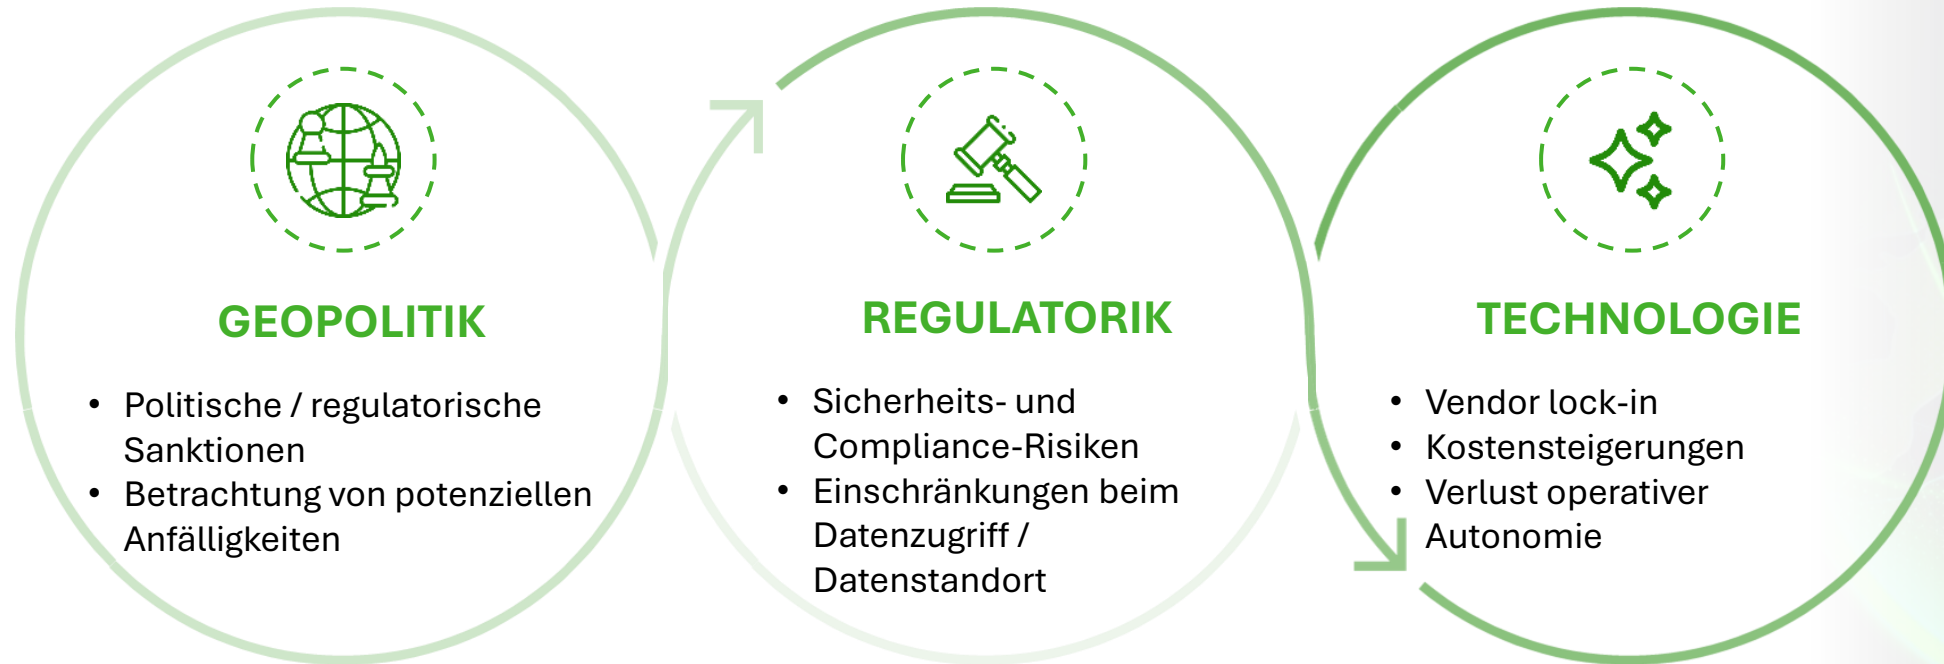 GEOPOLITIK
• Politische / regulatorische
Sanktionen
• Betrachtung von potenziellen
Anfälligkeiten
REGULATORIK
• Sicherheits- und
Compliance-Risiken
• Einschränkungen beim
Datenzugriff /
Datenstandort
TECHNOLOGIE
• Vendor lock-in
• Kostensteigerungen
• Verlust operativer
Autonomie